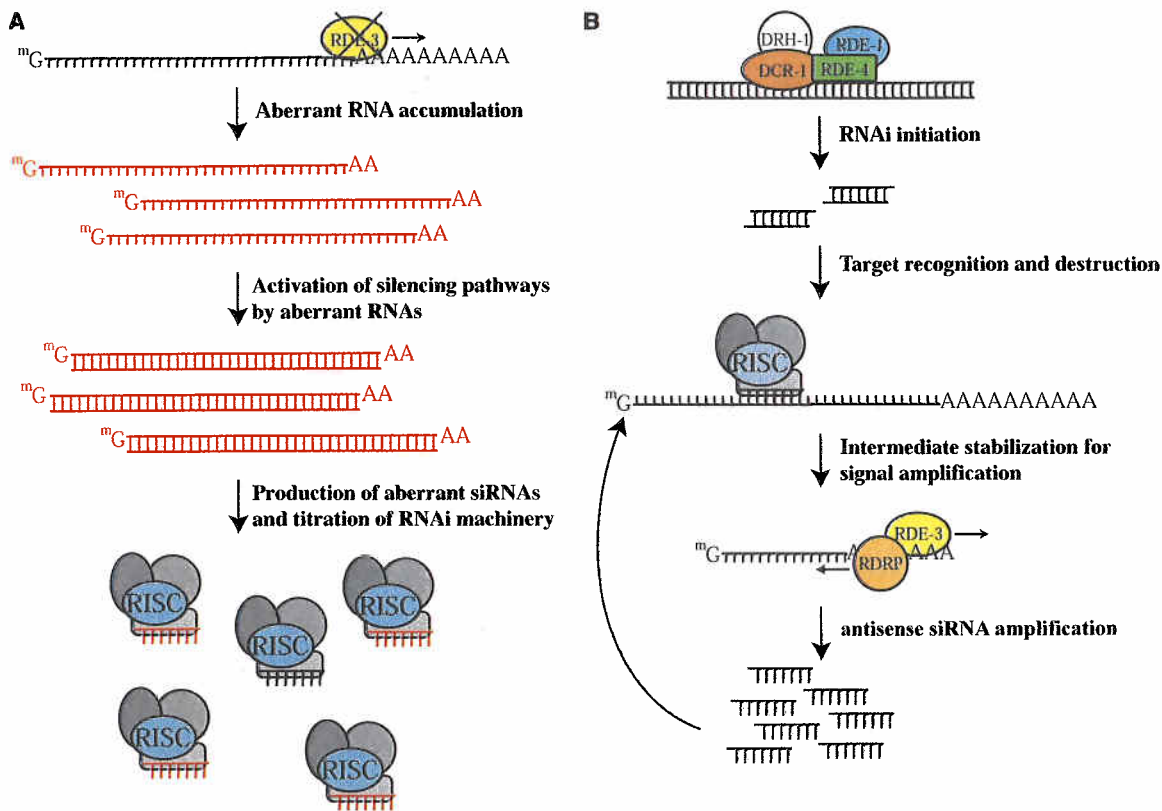 A
RDE-3
mG AAAAAAAAAAA
Aberrant RNA accumulation
mG AA
mG AA
mG AA
Activation of silencing pathways
by aberrant RNAs
mG AA
mG AA
mG AA
Production of aberrant siRNAs
and titration of RNAi machinery
RISC
RISC
RISC
RISC
RISC
B
DRH-1
RDE-1
DCR-1
RDE-4
RNAi initiation
Target recognition and destruction
RISC
mG AAAAAAAAAA
Intermediate stabilization for
signal amplification
RDE-3
mG A AAA
RDRP
antisense siRNA amplification